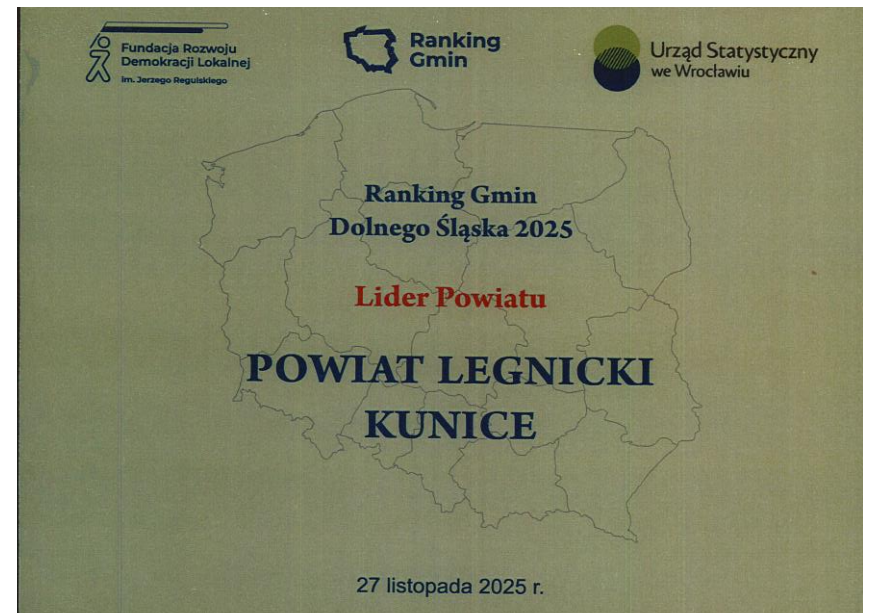 Fundacja Rozwoju
Demokracji Lokalnej
im. Jerzego Regulskiego
Ranking
Gmin
Urząd Statystyczny
we Wrocławiu
Ranking Gmin
Dolnego Śląska 2025
Lider Powiatu
POWIAT LEGNICKI
KUNICE
27 listopada 2025 r.